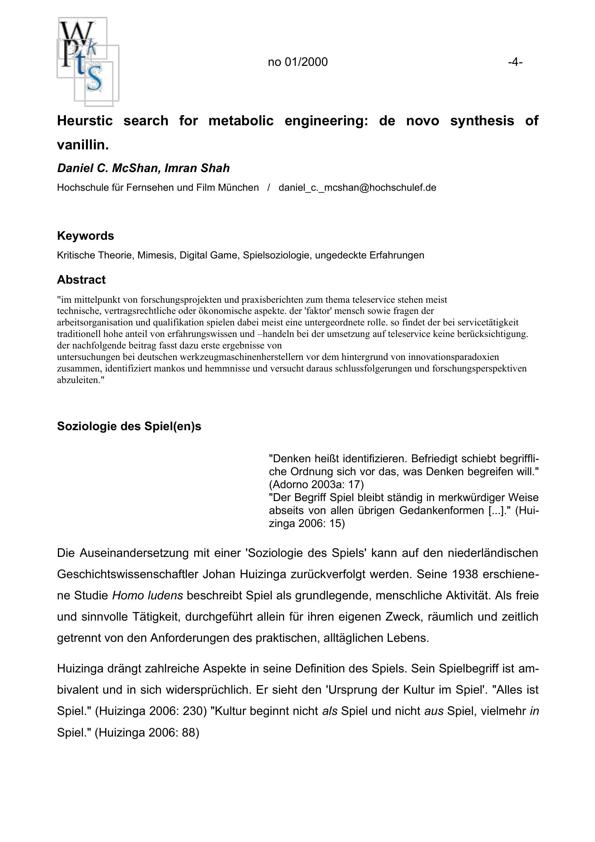 W
P k
t s
S
no 01/2000 -4-
Heurstic search for metabolic engineering: de novo synthesis of
vanillin.
Daniel C. McShan, Imran Shah
Hochschule für Fernsehen und Film München / daniel_c._mcshan@hochschulef.de
Keywords
Kritische Theorie, Mimesis, Digital Game, Spielsoziologie, ungedeckte Erfahrungen
Abstract
"im mittelpunkt von forschungsprojekten und praxisberichten zum thema teleservice stehen meist
technische, vertragsrechtliche oder ökonomische aspekte. der 'faktor' mensch sowie fragen der
arbeitsorganisation und qualifikation spielen dabei meist eine untergeordnete rolle. so findet der bei servicetätigkeit
traditionell hohe anteil von erfahrungswissen und –handeln bei der umsetzung auf teleservice keine berücksichtigung.
der nachfolgende beitrag fasst dazu erste ergebnisse von
untersuchungen bei deutschen werkzeugmaschinenherstellern vor dem hintergrund von innovationsparadoxien
zusammen, identifiziert mankos und hemmnisse und versucht daraus schlussfolgerungen und forschungsperspektiven
abzuleiten."
Soziologie des Spiel(en)s
"Denken heißt identifizieren. Befriedigt schiebt begriffli-
che Ordnung sich vor das, was Denken begreifen will."
(Adorno 2003a: 17)
"Der Begriff Spiel bleibt ständig in merkwürdiger Weise
abseits von allen übrigen Gedankenformen [...]." (Hui-
zinga 2006: 15)
Die Auseinandersetzung mit einer 'Soziologie des Spiels' kann auf den niederländischen
Geschichtswissenschaftler Johan Huizinga zurückverfolgt werden. Seine 1938 erschiene-
ne Studie Homo ludens beschreibt Spiel als grundlegende, menschliche Aktivität. Als freie
und sinnvolle Tätigkeit, durchgeführt allein für ihren eigenen Zweck, räumlich und zeitlich
getrennt von den Anforderungen des praktischen, alltäglichen Lebens.
Huizinga drängt zahlreiche Aspekte in seine Definition des Spiels. Sein Spielbegriff ist am-
bivalent und in sich widersprüchlich. Er sieht den 'Ursprung der Kultur im Spiel'. "Alles ist
Spiel." (Huizinga 2006: 230) "Kultur beginnt nicht als Spiel und nicht aus Spiel, vielmehr in
Spiel." (Huizinga 2006: 88)